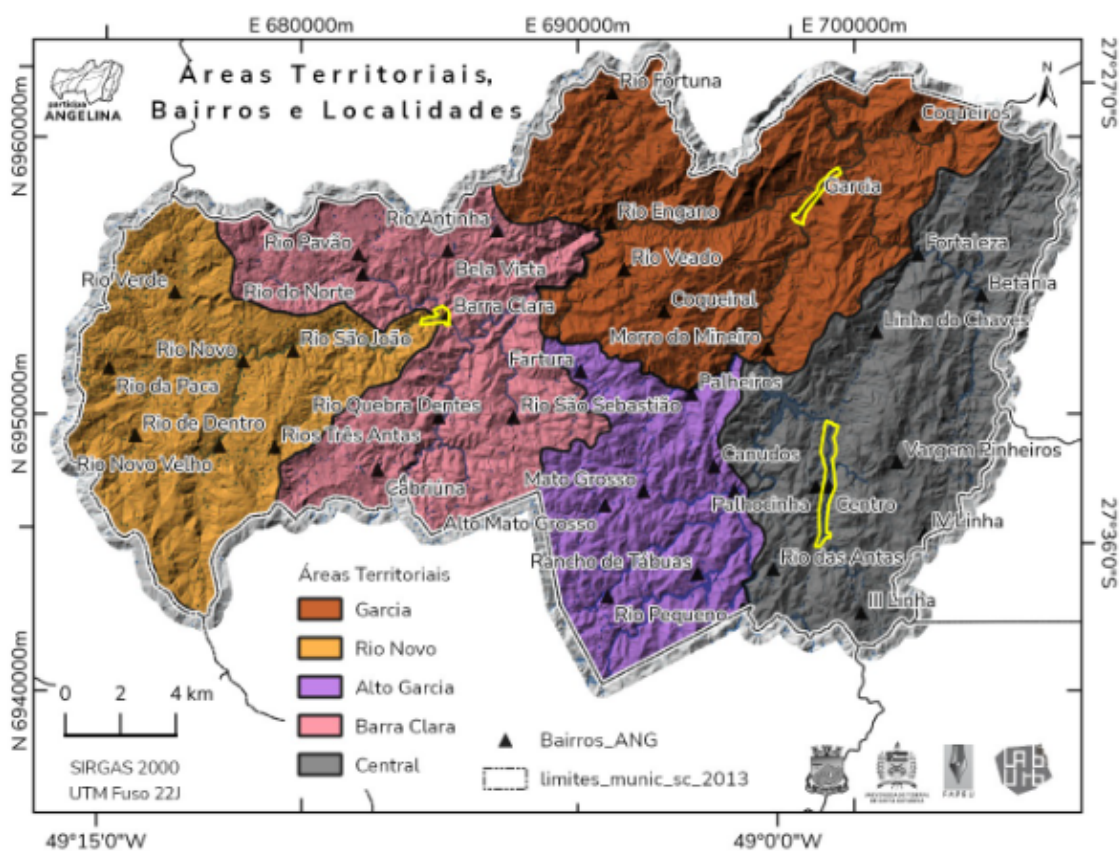 E 680000m
E 690000m
E 700000m
27°27'0"S
N 6960000m
N 6950000m
N 6940000m
27°36'0"S
49°15'0"W
49°0'0"W
participa
ANGELINA
Áreas Territoriais,
Bairros e Localidades
N
Rio Fortuna
Coqueiros
Garcia
Rio Engano
Rio Antinha
Rio Pavão
Rio Veado
Fortaleza
Bela Vista
Rio Verde
Rio do Norte
Betânia
Barra Clara
Coqueiral
Linha do Chaves
Morro do Mineiro
Rio São João
Rio Novo
Fartura
Rio da Paca
Palheiros
Rio Quebra Dentes
Rio São Sebastião
Rio de Dentro
Rios Três Antas
Canudos
Vargem Pinheiros
Rio Novo Velho
Mato Grosso
Cabriúna
Palhocinha
Centro
Alto Mato Grosso
IV Linha
Rancho de Tábuas
Rio das Antas
Rio Pequeno
III Linha
Áreas Territoriais
Garcia
Rio Novo
Alto Garcia
Barra Clara
Central
0 2 4 km
SIRGAS 2000
UTM Fuso 22J
Bairros_ANG
limites_munic_sc_2013
FAPEU